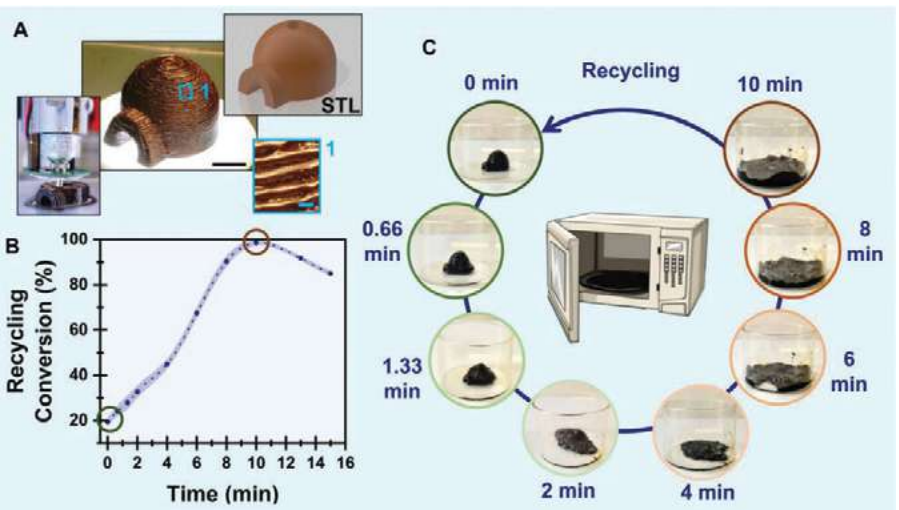 A
1
STL
1
B
Recycling
Conversion (%)
100
80
60
40
20
0 2 4 6 8 10 12 14 16
Time (min)
C
Recycling
0 min
10 min
0.66
min
8
min
1.33
min
6
min
2 min
4 min